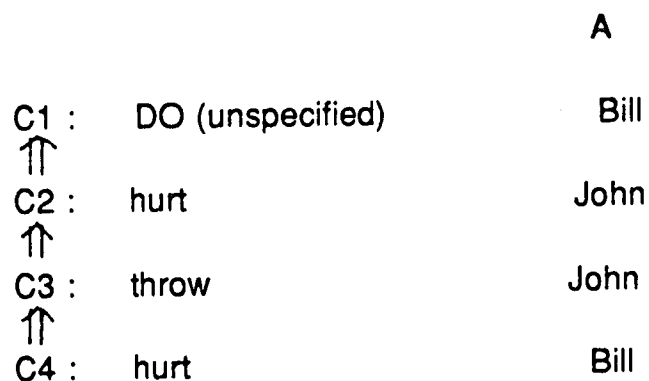 A
C1 : DO (unspecified) Bill
⇑
C2 : hurt John
⇑
C3 : throw John
⇑
C4 : hurt Bill